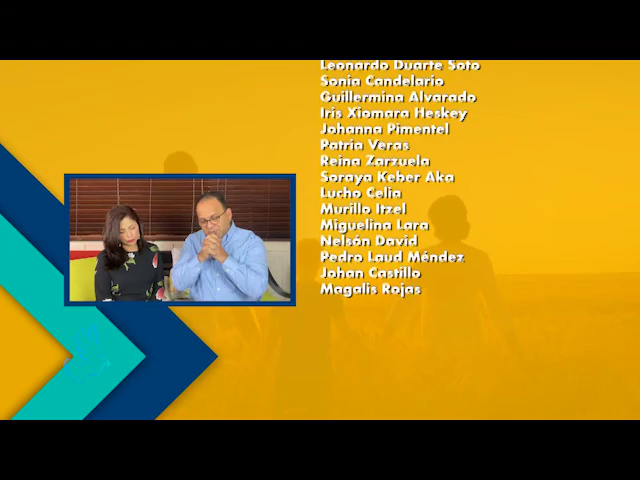 Leonardo Duarte Soto
Sonia Candelario
Guillermina Alvarado
Iris Xiomara Heskey
Johanna Pimentel
Patria Veras
Reina Zarzuela
Soraya Keber Aka
Lucho Celia
Murillo Itzel
Miguelina Lara
Nelsón David
Pedro Laud Méndez
Johan Castillo
Magalis Rojas